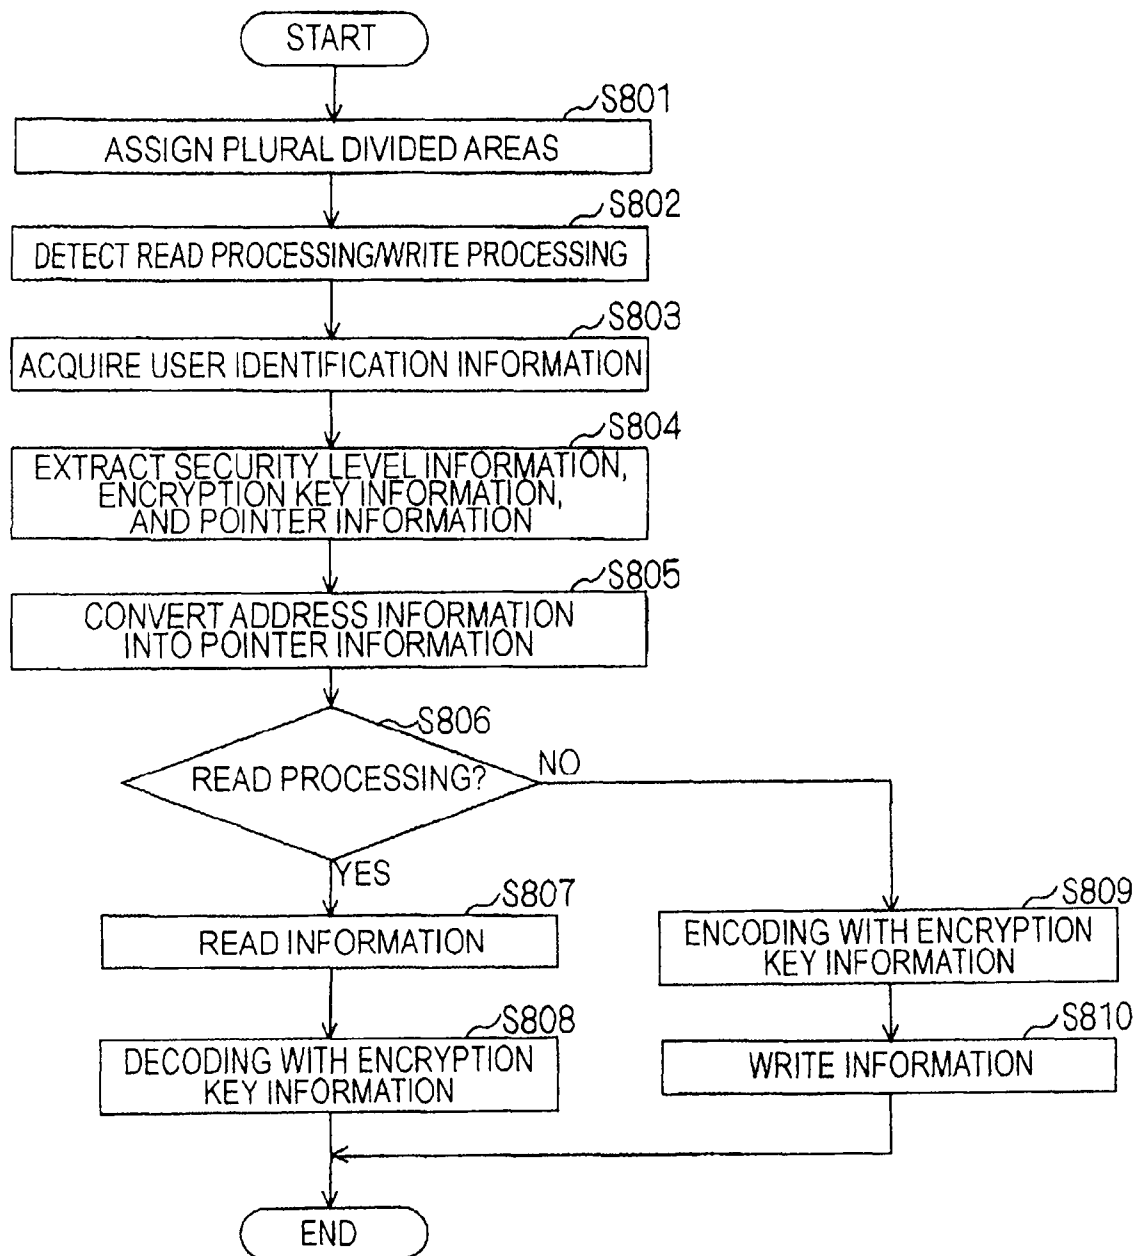 START
S801
ASSIGN PLURAL DIVIDED AREAS
S802
DETECT READ PROCESSING/WRITE PROCESSING
S803
ACQUIRE USER IDENTIFICATION INFORMATION
S804
EXTRACT SECURITY LEVEL INFORMATION,
ENCRYPTION KEY INFORMATION,
AND POINTER INFORMATION
S805
CONVERT ADDRESS INFORMATION
INTO POINTER INFORMATION
S806
READ PROCESSING?
NO
YES
S807
READ INFORMATION
S808
DECODING WITH ENCRYPTION
KEY INFORMATION
S809
ENCODING WITH ENCRYPTION
KEY INFORMATION
S810
WRITE INFORMATION
END